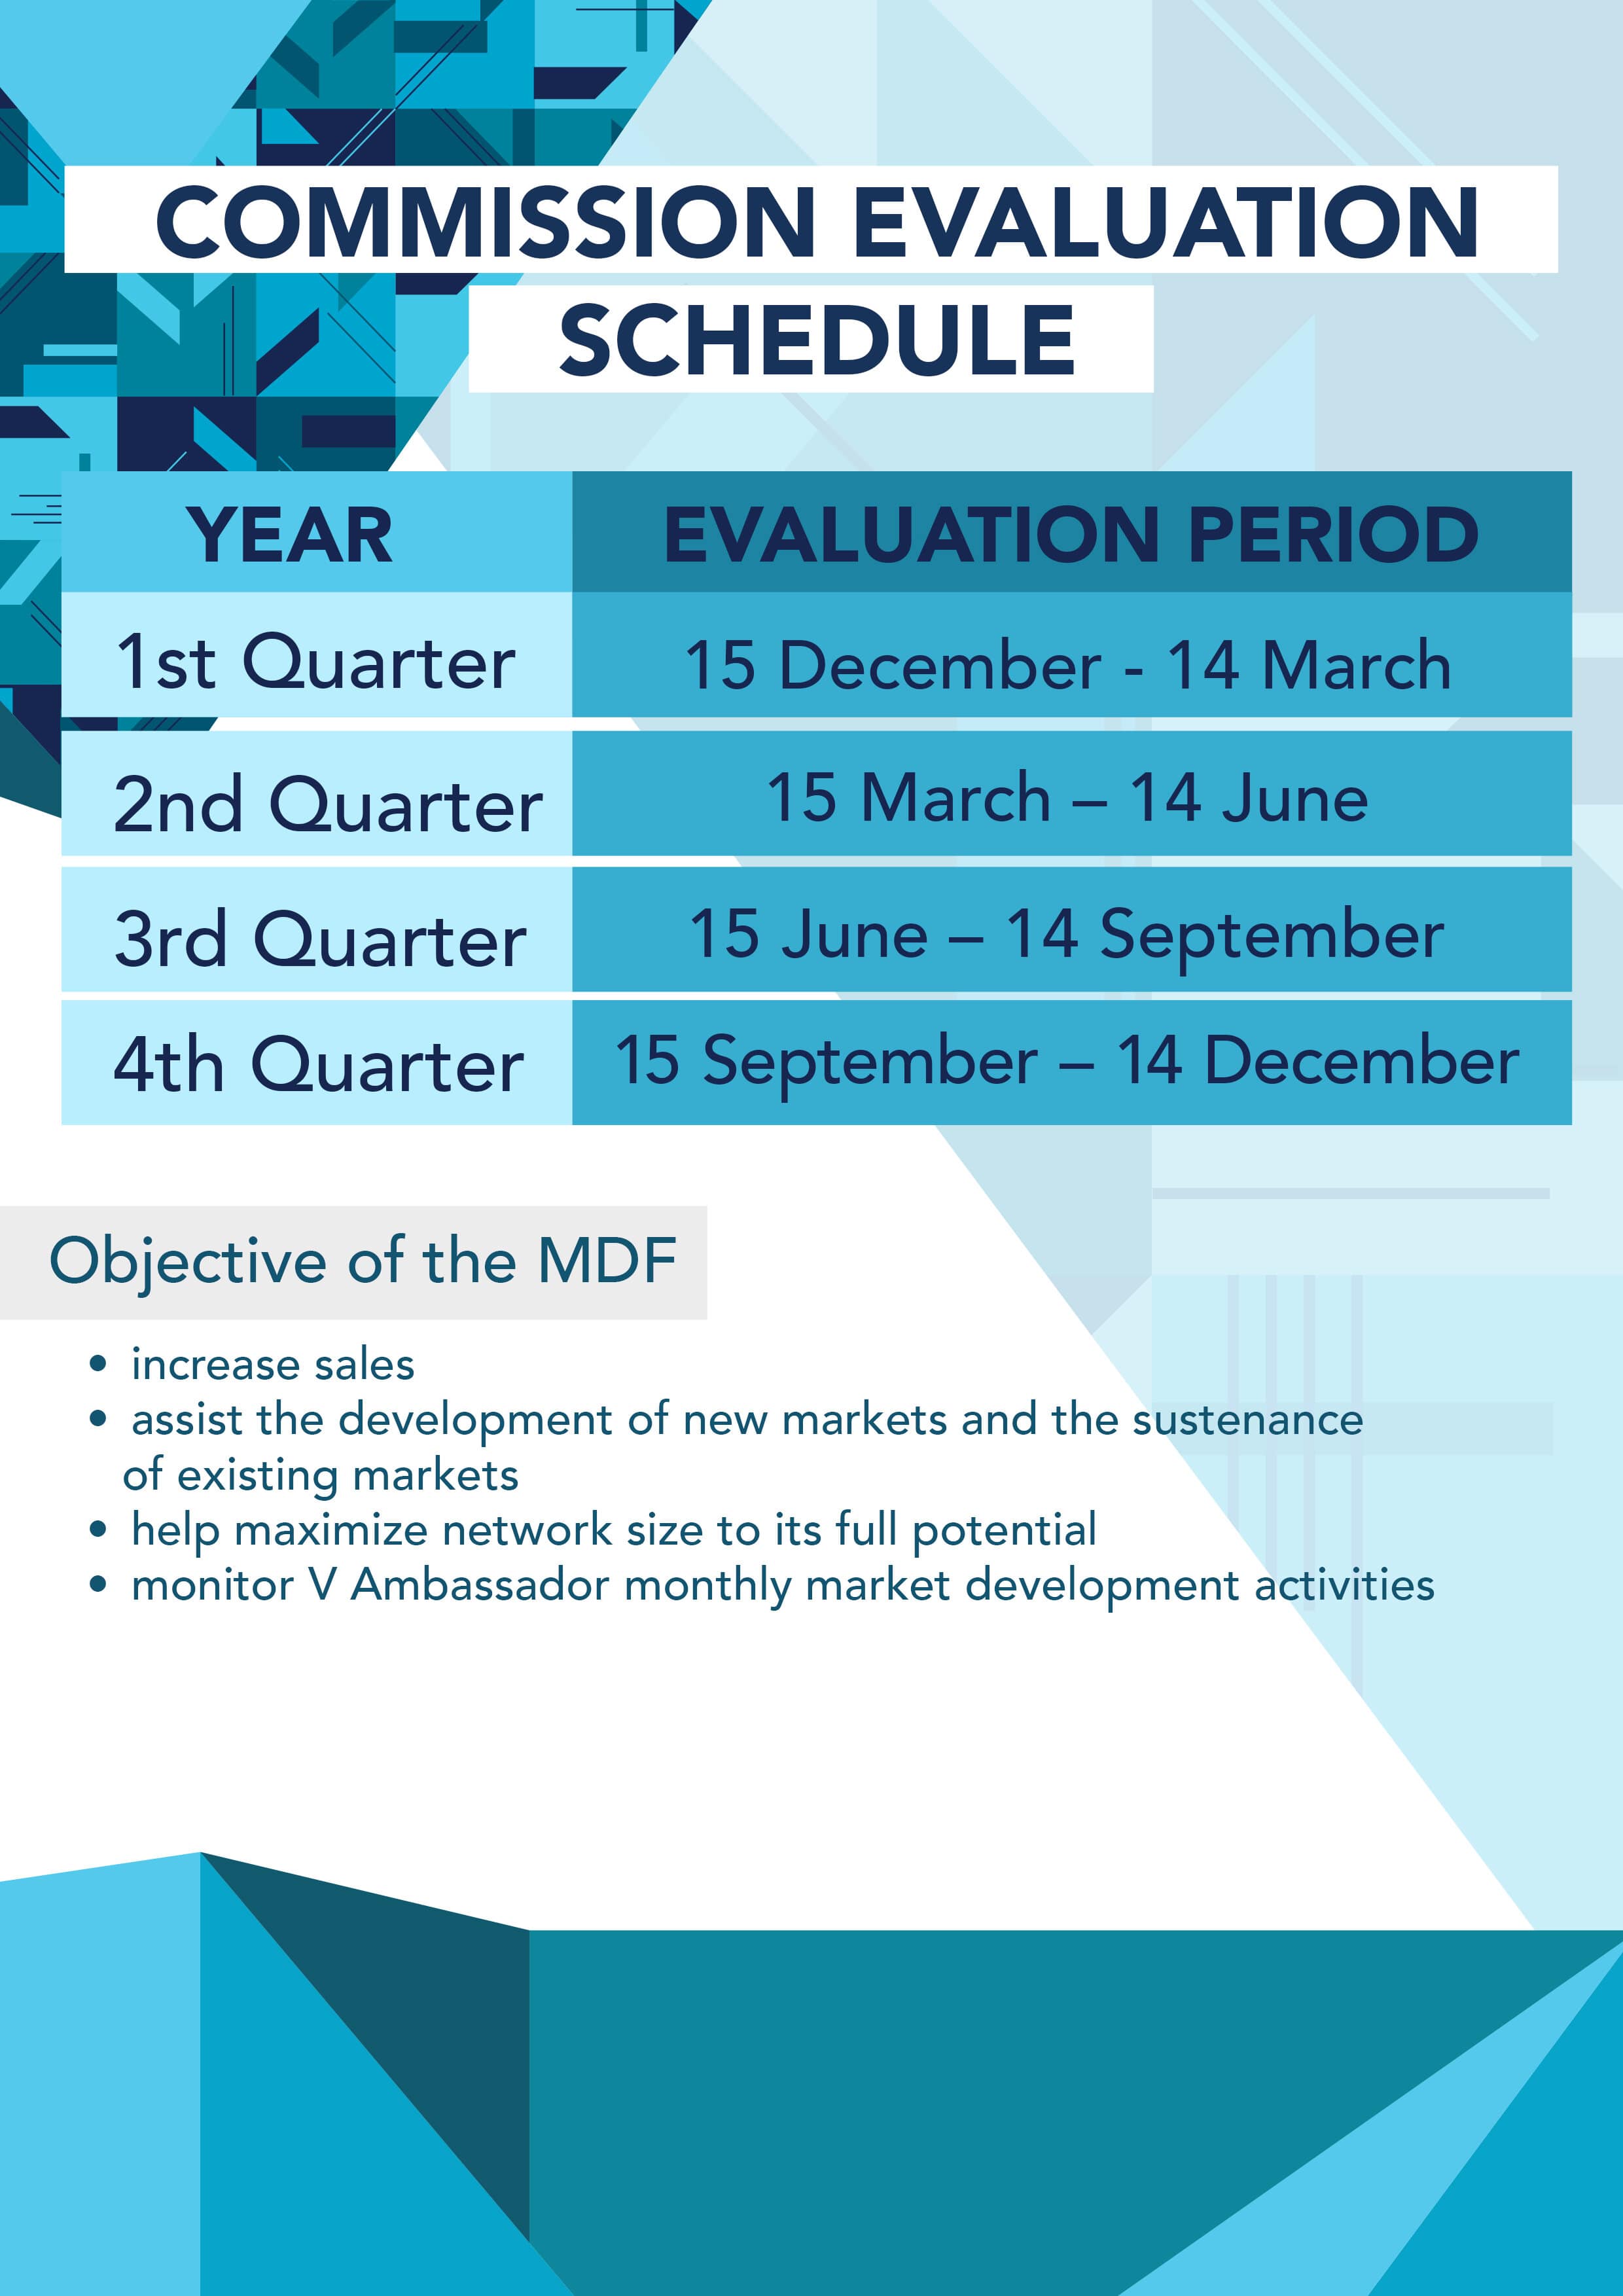 COMMISSION EVALUATION
SCHEDULE
YEAR EVALUATION PERIOD
1st Quarter 15 December - 14 March
2nd Quarter 15 March – 14 June
3rd Quarter 15 June – 14 September
4th Quarter 15 September – 14 December
Objective of the MDF
• increase sales
• assist the development of new markets and the sustenance
of existing markets
• help maximize network size to its full potential
• monitor V Ambassador monthly market development activities